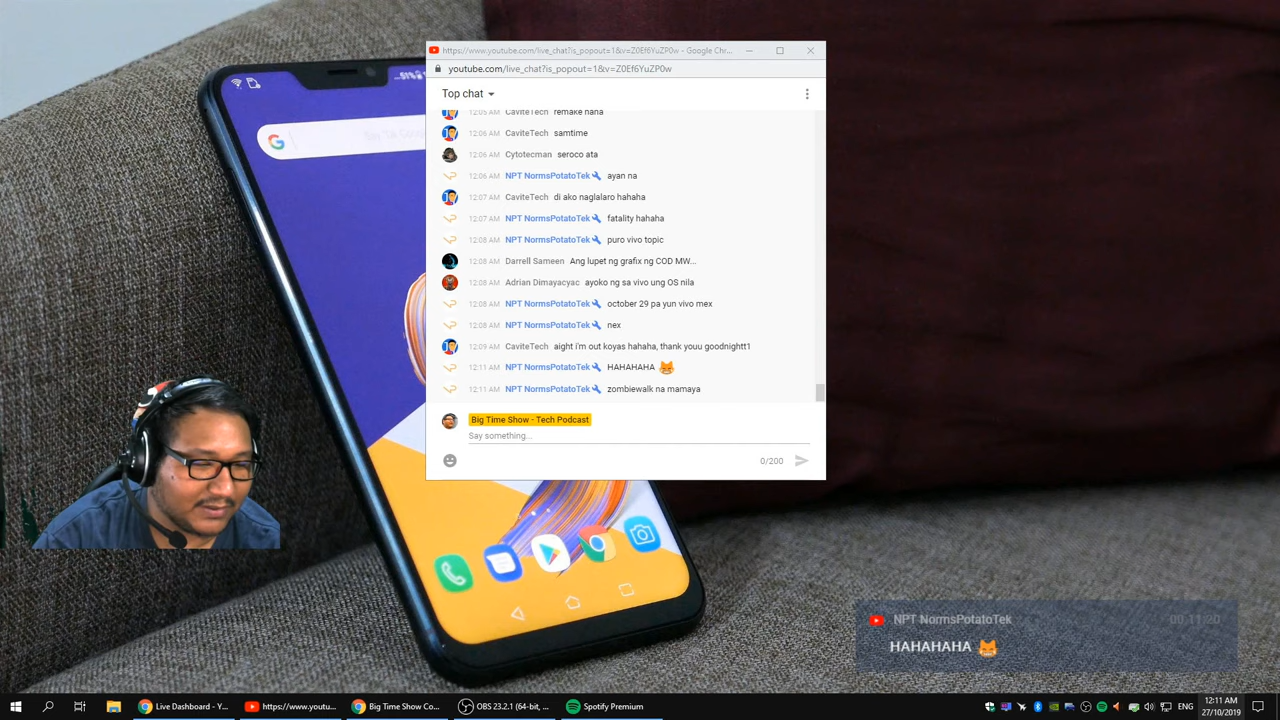 https://www.youtube.com/live_chat?is_popout=1&v=Z0Ef6YuZP0w - Google Chr...
youtube.com/live_chat?is_popout=1&v=Z0Ef6YuZP0w
Top chat
12:05 AM CaviteTech remake haha
12:06 AM CaviteTech samtime
12:06 AM Cytotecman seroco ata
12:06 AM NPT NormsPotatoTek ayan na
12:07 AM CaviteTech di ako naglalaro hahaha
12:07 AM NPT NormsPotatoTek fatality hahaha
12:08 AM NPT NormsPotatoTek puro vivo topic
12:08 AM Darrell Sameen Ang lupet ng grafix ng COD MW...
12:08 AM Adrian Dimayacyac ayoko ng sa vivo ung OS nila
12:08 AM NPT NormsPotatoTek october 29 pa yun vivo mex
12:08 AM NPT NormsPotatoTek nex
12:09 AM CaviteTech aight i'm out koyas hahaha, thank youu goodnightt1
12:11 AM NPT NormsPotatoTek HAHAHAHA
12:11 AM NPT NormsPotatoTek zombiewalk na mamaya
Big Time Show - Tech Podcast
Say something...
0/200
NPT NormsPotatoTek 00:11:20
HAHAHAHA
Live Dashboard - Y... https://www.youtu... Big Time Show Co... OBS 23.2.1 (64-bit, ... Spotify Premium ENG 12:11 AM
27/10/2019